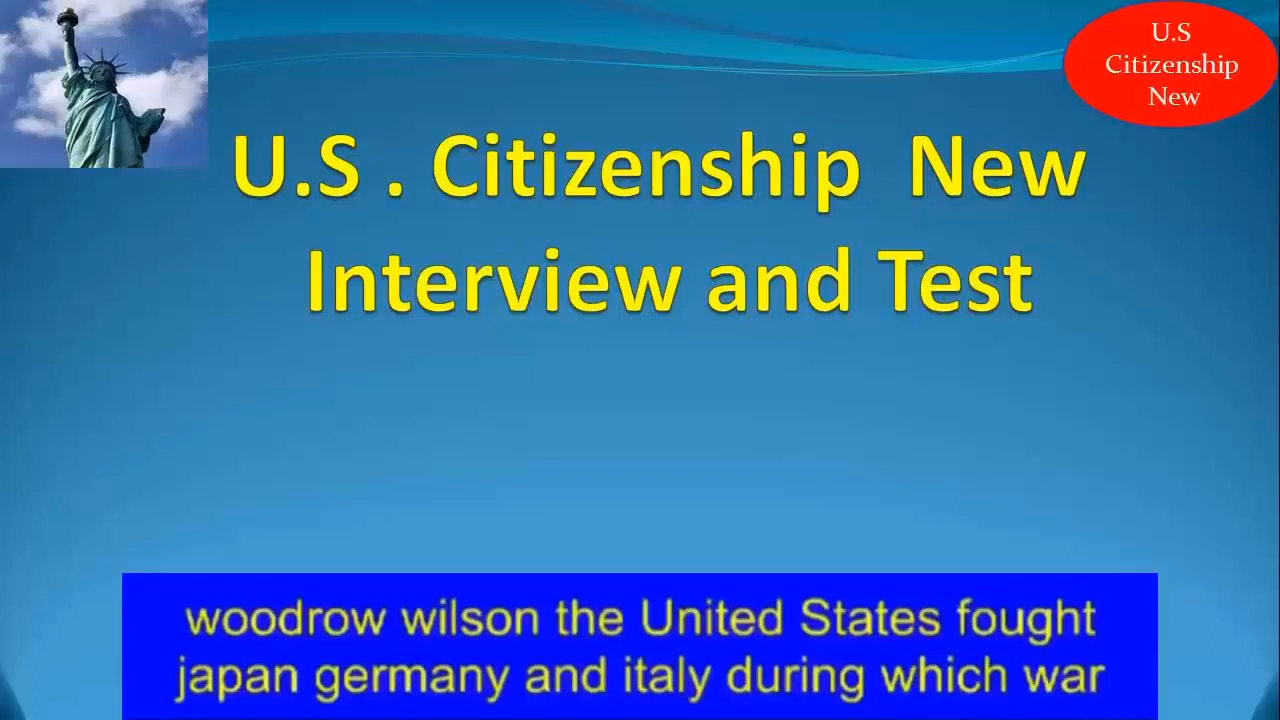 U.S
Citizenship
New
U.S . Citizenship New
Interview and Test
woodrow wilson the United States fought
japan germany and italy during which war